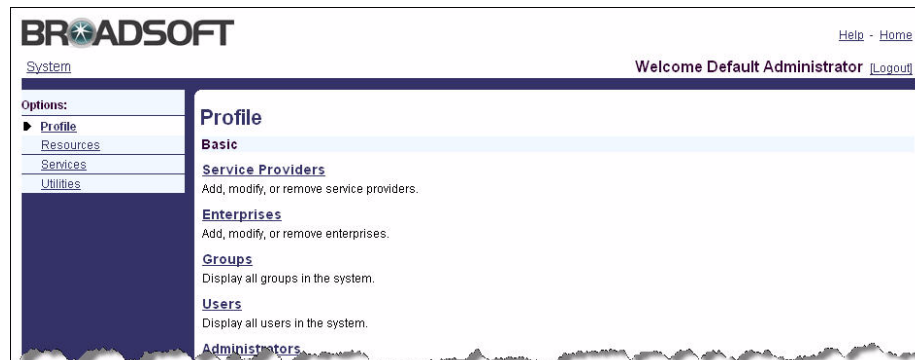 BROADSOFT
Help - Home
System
Welcome Default Administrator [Logout]
Options:
Profile
Resources
Services
Utilities
Profile
Basic
Service Providers
Add, modify, or remove service providers.
Enterprises
Add, modify, or remove enterprises.
Groups
Display all groups in the system.
Users
Display all users in the system.
Administrators